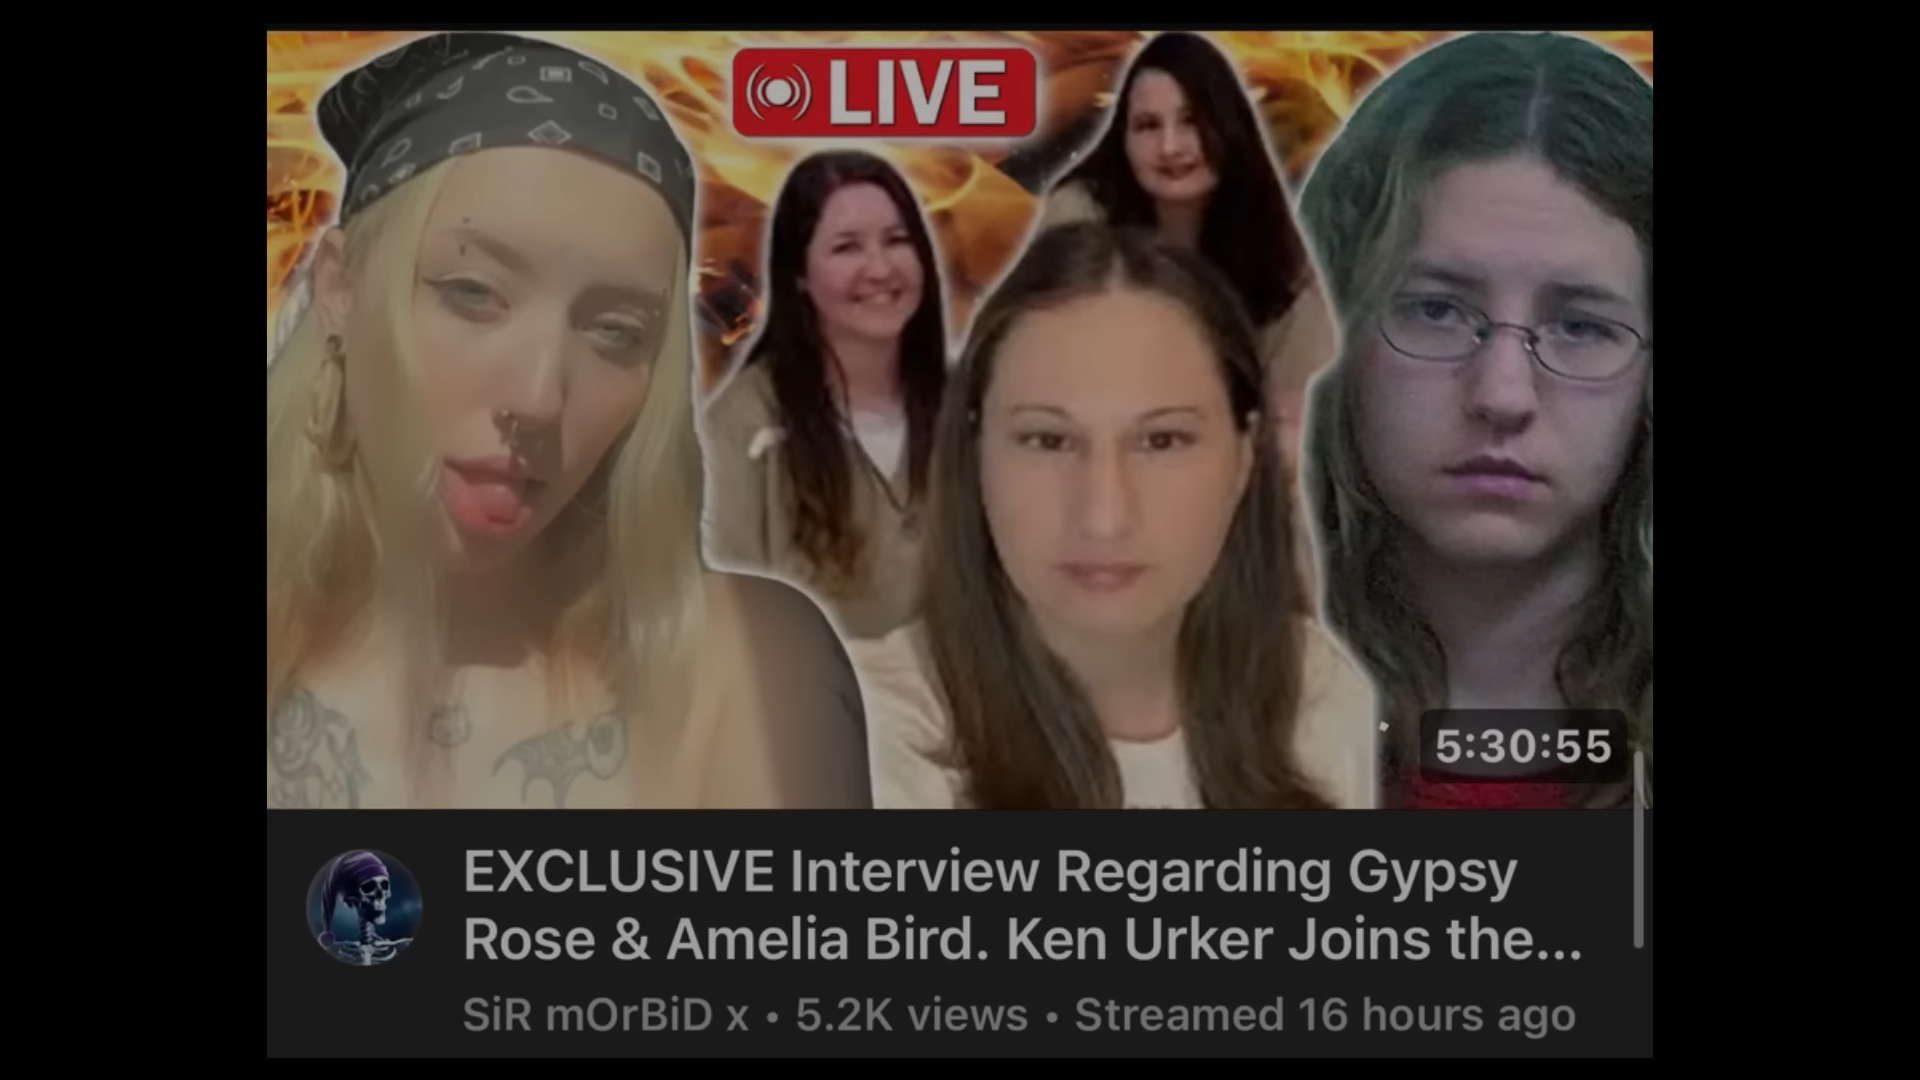 LIVE
5:30:55
EXCLUSIVE Interview Regarding Gypsy
Rose & Amelia Bird. Ken Urker Joins the...
SiR mOrBiD x • 5.2K views • Streamed 16 hours ago